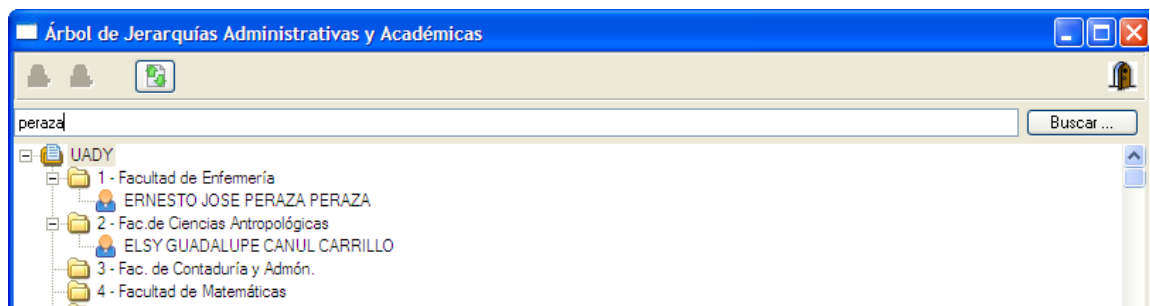 Árbol de Jerarquías Administrativas y Académicas
peraza
Buscar ...
UADY
1 - Facultad de Enfermería
ERNESTO JOSE PERAZA PERAZA
2 - Fac.de Ciencias Antropológicas
ELSY GUADALUPE CANUL CARRILLO
3 - Fac. de Contaduría y Admón.
4 - Facultad de Matemáticas